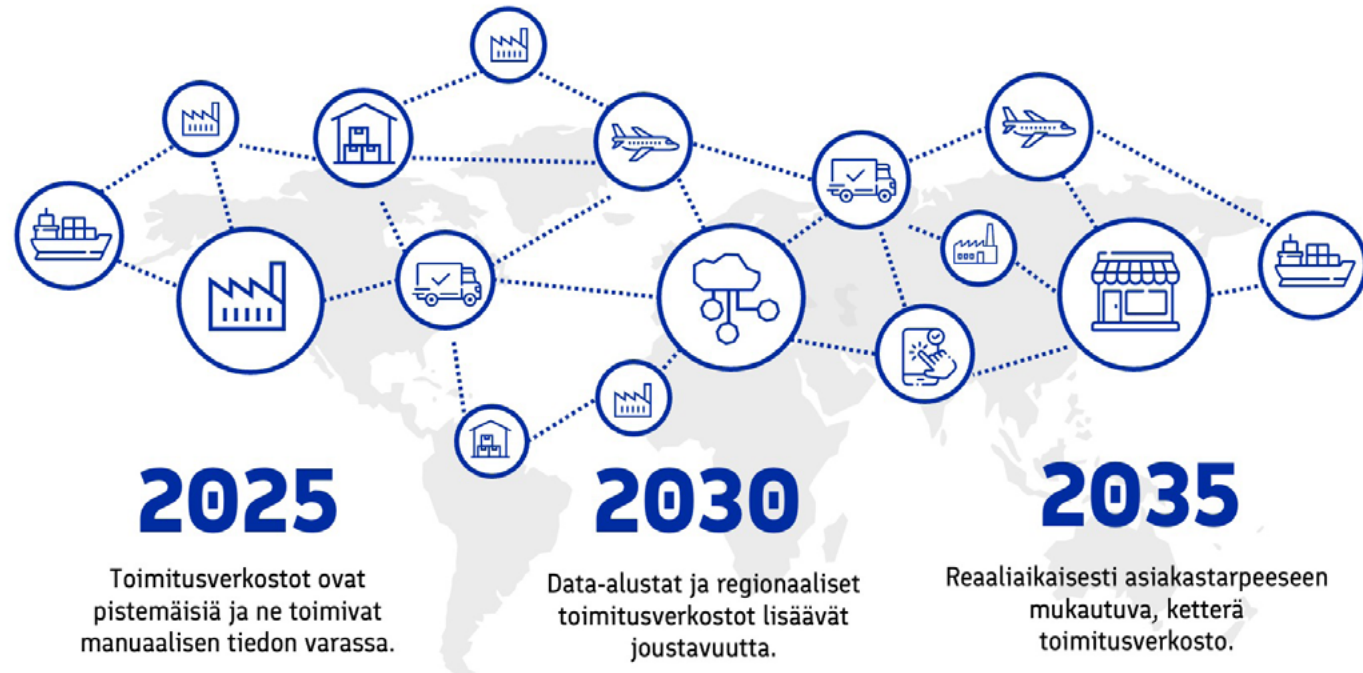 2025
Toimitusverkostot ovat
pistemäisiä ja ne toimivat
manuaalisen tiedon varassa.
2030
Data-alustat ja regionaaliset
toimitusverkostot lisäävät
joustavuutta.
2035
Reaaliaikaisesti asiakastarpeeseen
mukautuva, ketterä
toimitusverkosto.